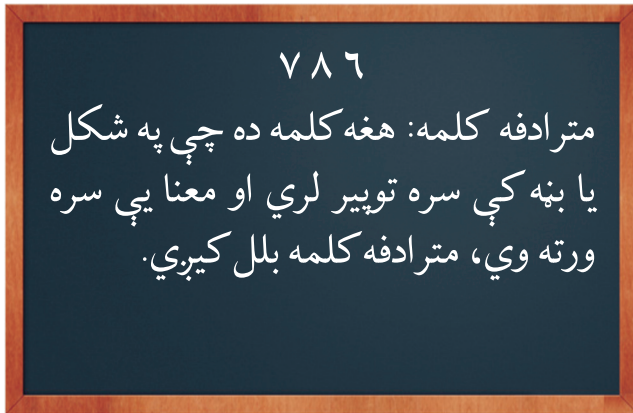 ٧٨٦
مترادفه کلمه: هغه کلمه ده چې په شکل
یا بڼه کې سره توپیر لري او معنا یې سره
ورته وي، مترادفه کلمه بلل کیږي.